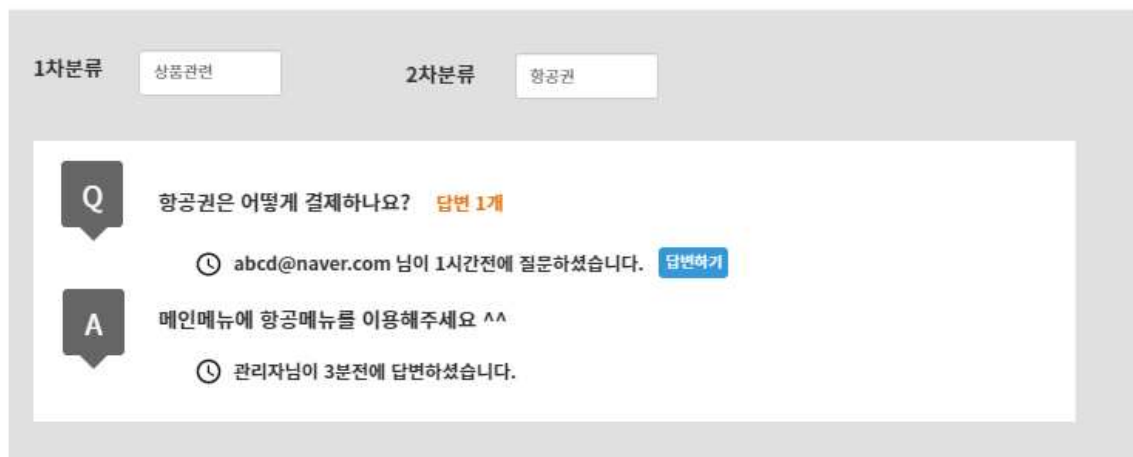 1차분류 상품관련 2차분류 항공권
Q 항공권은 어떻게 결제하나요? 답변 1개
abcd@naver.com 님이 1시간전에 질문하셨습니다. 답변하기
A 메인메뉴에 항공메뉴를 이용해주세요 ^^
관리자님이 3분전에 답변하셨습니다.